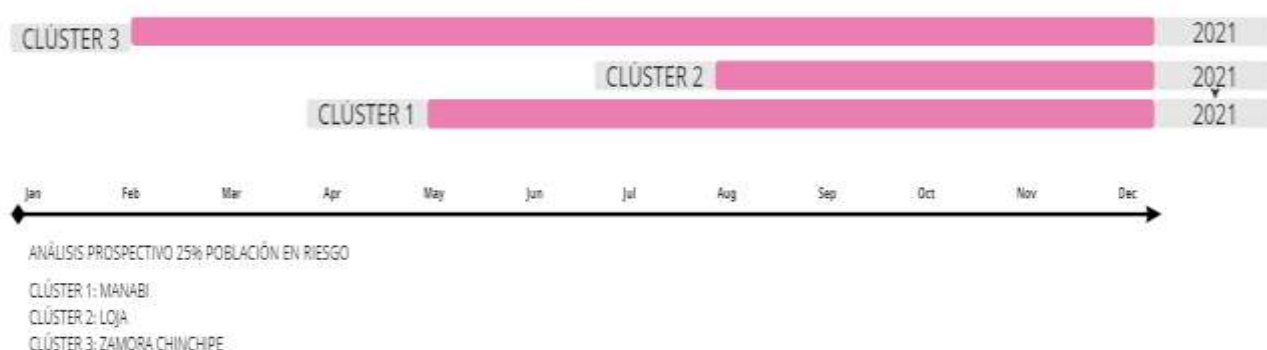 CLÚSTER 3 2021
CLÚSTER 2 2021
CLÚSTER 1 2021
Jan Feb Mar Apr May Jun Jul Aug Sep Oct Nov Dec
ANÁLISIS PROSPECTIVO 25% POBLACIÓN EN RIESGO
CLÚSTER 1: MANABI
CLÚSTER 2: LOJA
CLÚSTER 3: ZAMORA CHINCHIPE